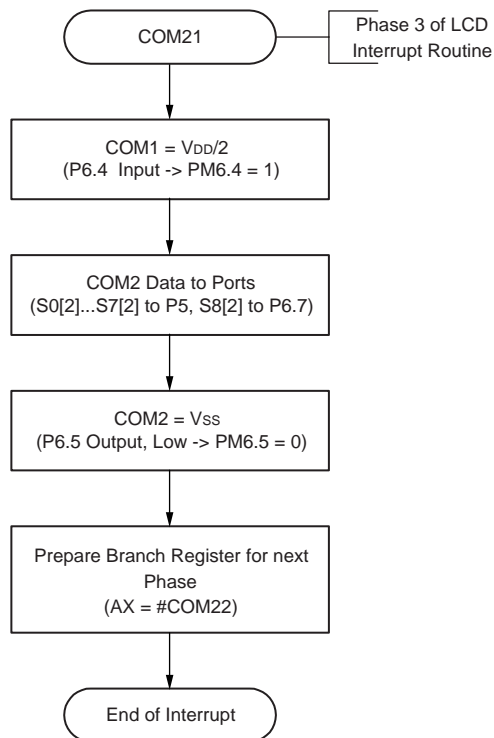 COM21
Phase 3 of LCD
Interrupt Routine
COM1 = VDD/2
(P6.4 Input -> PM6.4 = 1)
COM2 Data to Ports
(S0[2]...S7[2] to P5, S8[2] to P6.7)
COM2 = VSS
(P6.5 Output, Low -> PM6.5 = 0)
Prepare Branch Register for next
Phase
(AX = #COM22)
End of Interrupt